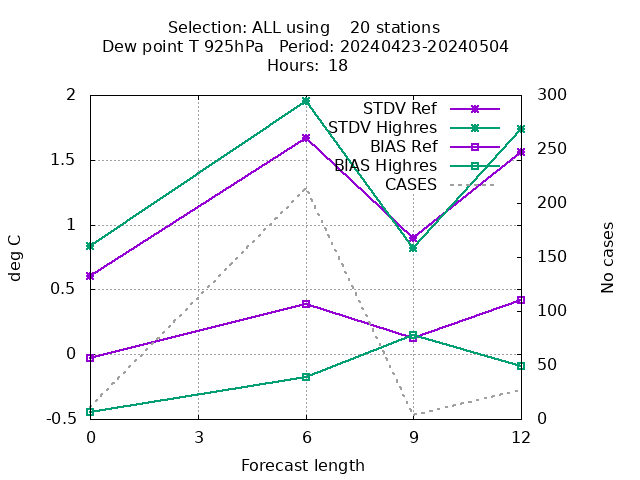 Selection: ALL using    20 stations
Dew point T 925hPa   Period: 20240423-20240504
Hours: 18
2
1.5
1
0.5
0
-0.5
300
250
200
150
100
50
0
STDV Ref
STDV Highres
BIAS Ref
BIAS Highres
CASES
deg C
No cases
0 3 6 9 12
Forecast length